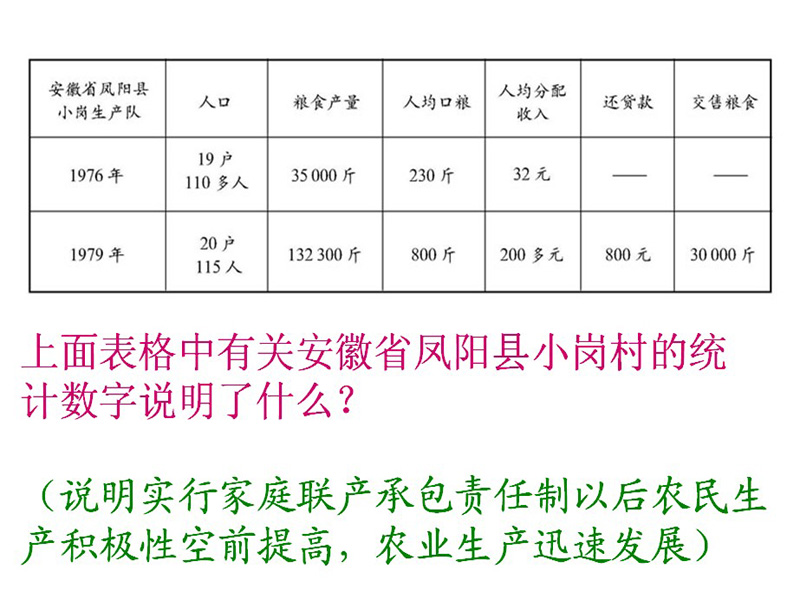 安徽省凤阳县
小岗生产队
人口
粮食产量
人均口粮
人均分配
收入
还贷款
交售粮食
1976 年
19 户
110 多人
35 000 斤
230 斤
32 元
——
——
1979 年
20 户
115 人
132 300 斤
800 斤
200 多元
800 元
30 000 斤
上面表格中有关安徽省凤阳县小岗村的统
计数字说明了什么？
（说明实行家庭联产承包责任制以后农民生
产积极性空前提高，农业生产迅速发展）